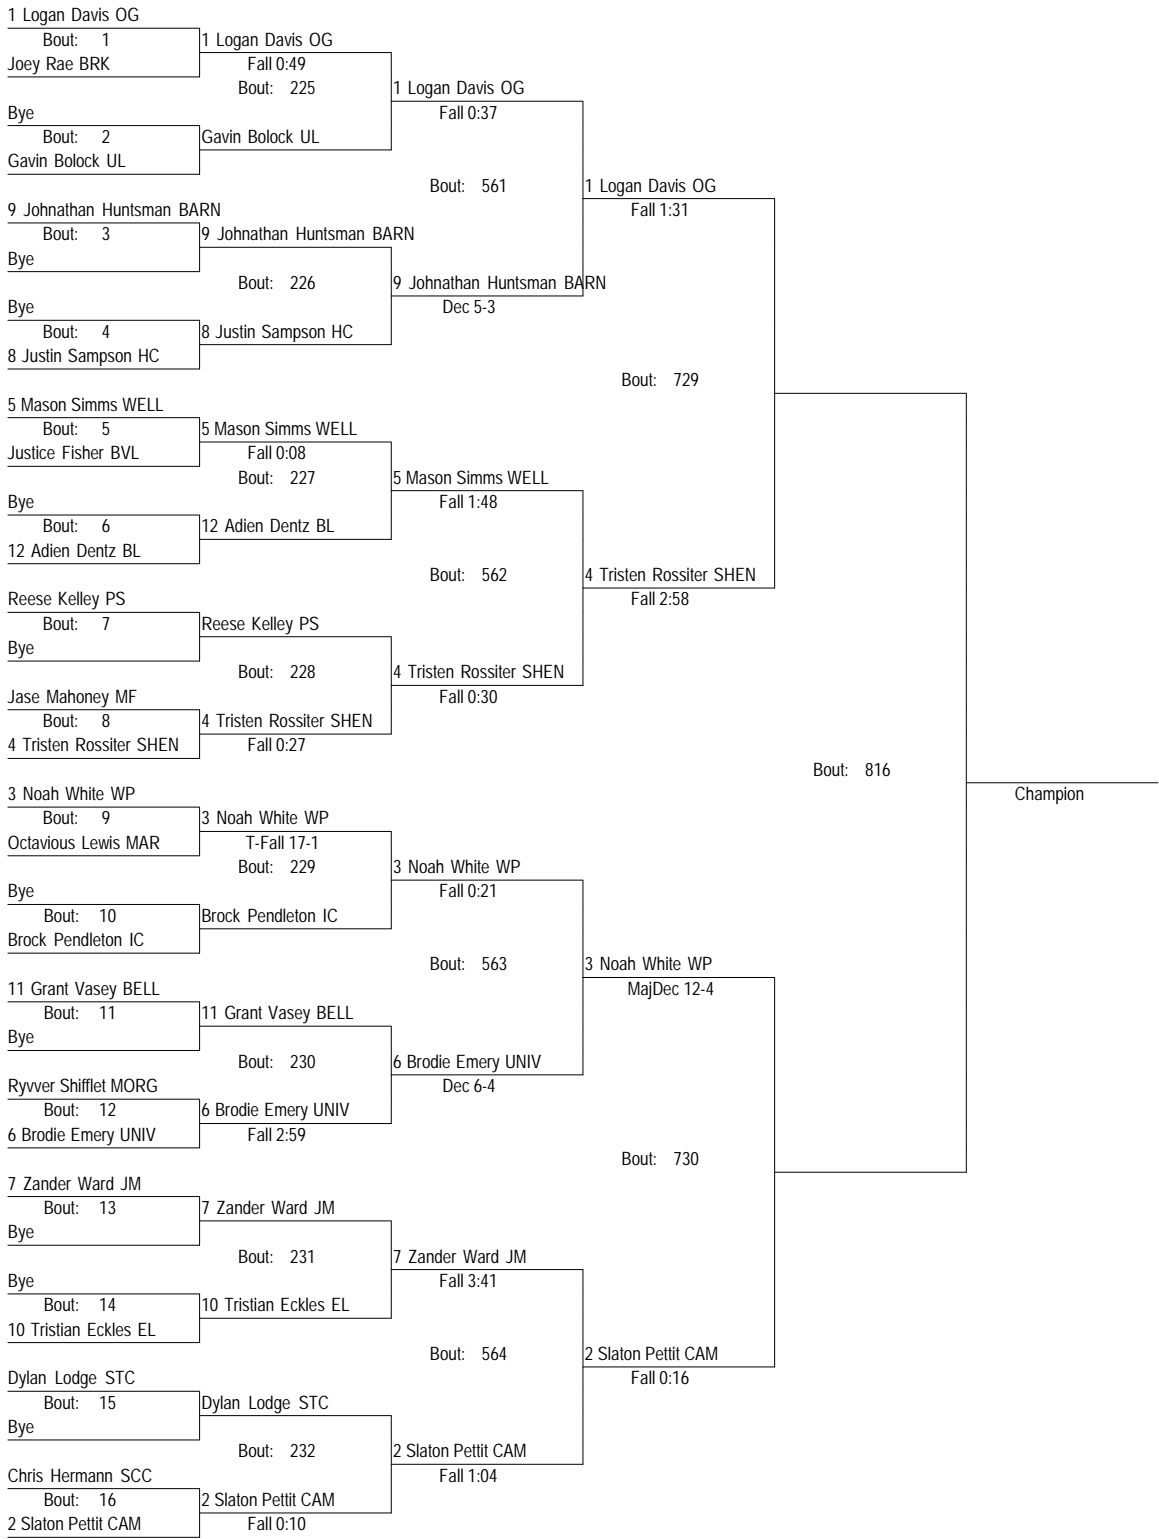 1 Logan Davis OG
Bout: 1
1 Logan Davis OG
Joey Rae BRK
Fall 0:49
Bout: 225
1 Logan Davis OG
Bye
Fall 0:37
Bout: 2
Gavin Bolock UL
Gavin Bolock UL
Bout: 561
1 Logan Davis OG
9 Johnathan Huntsman BARN
Fall 1:31
Bout: 3
9 Johnathan Huntsman BARN
Bye
Bout: 226
9 Johnathan Huntsman BARN
Bye
Dec 5-3
Bout: 4
8 Justin Sampson HC
8 Justin Sampson HC
Bout: 729
5 Mason Simms WELL
Bout: 5
5 Mason Simms WELL
Justice Fisher BVL
Fall 0:08
Bout: 227
5 Mason Simms WELL
Bye
Fall 1:48
Bout: 6
12 Adien Dentz BL
12 Adien Dentz BL
Bout: 562
4 Tristen Rossiter SHEN
Reese Kelley PS
Fall 2:58
Bout: 7
Reese Kelley PS
Bye
Bout: 228
4 Tristen Rossiter SHEN
Jase Mahoney MF
Fall 0:30
Bout: 8
4 Tristen Rossiter SHEN
4 Tristen Rossiter SHEN
Fall 0:27
Bout: 816
3 Noah White WP
Champion
Bout: 9
3 Noah White WP
Octavious Lewis MAR
T-Fall 17-1
Bout: 229
3 Noah White WP
Bye
Fall 0:21
Bout: 10
Brock Pendleton IC
Brock Pendleton IC
Bout: 563
3 Noah White WP
11 Grant Vasey BELL
MajDec 12-4
Bout: 11
11 Grant Vasey BELL
Bye
Bout: 230
6 Brodie Emery UNIV
Ryvver Shifflet MORG
Dec 6-4
Bout: 12
6 Brodie Emery UNIV
6 Brodie Emery UNIV
Fall 2:59
Bout: 730
7 Zander Ward JM
Bout: 13
7 Zander Ward JM
Bye
Bout: 231
7 Zander Ward JM
Bye
Fall 3:41
Bout: 14
10 Tristian Eckles EL
10 Tristian Eckles EL
Bout: 564
2 Slaton Pettit CAM
Dylan Lodge STC
Fall 0:16
Bout: 15
Dylan Lodge STC
Bye
Bout: 232
2 Slaton Pettit CAM
Chris Hermann SCC
Fall 1:04
Bout: 16
2 Slaton Pettit CAM
2 Slaton Pettit CAM
Fall 0:10